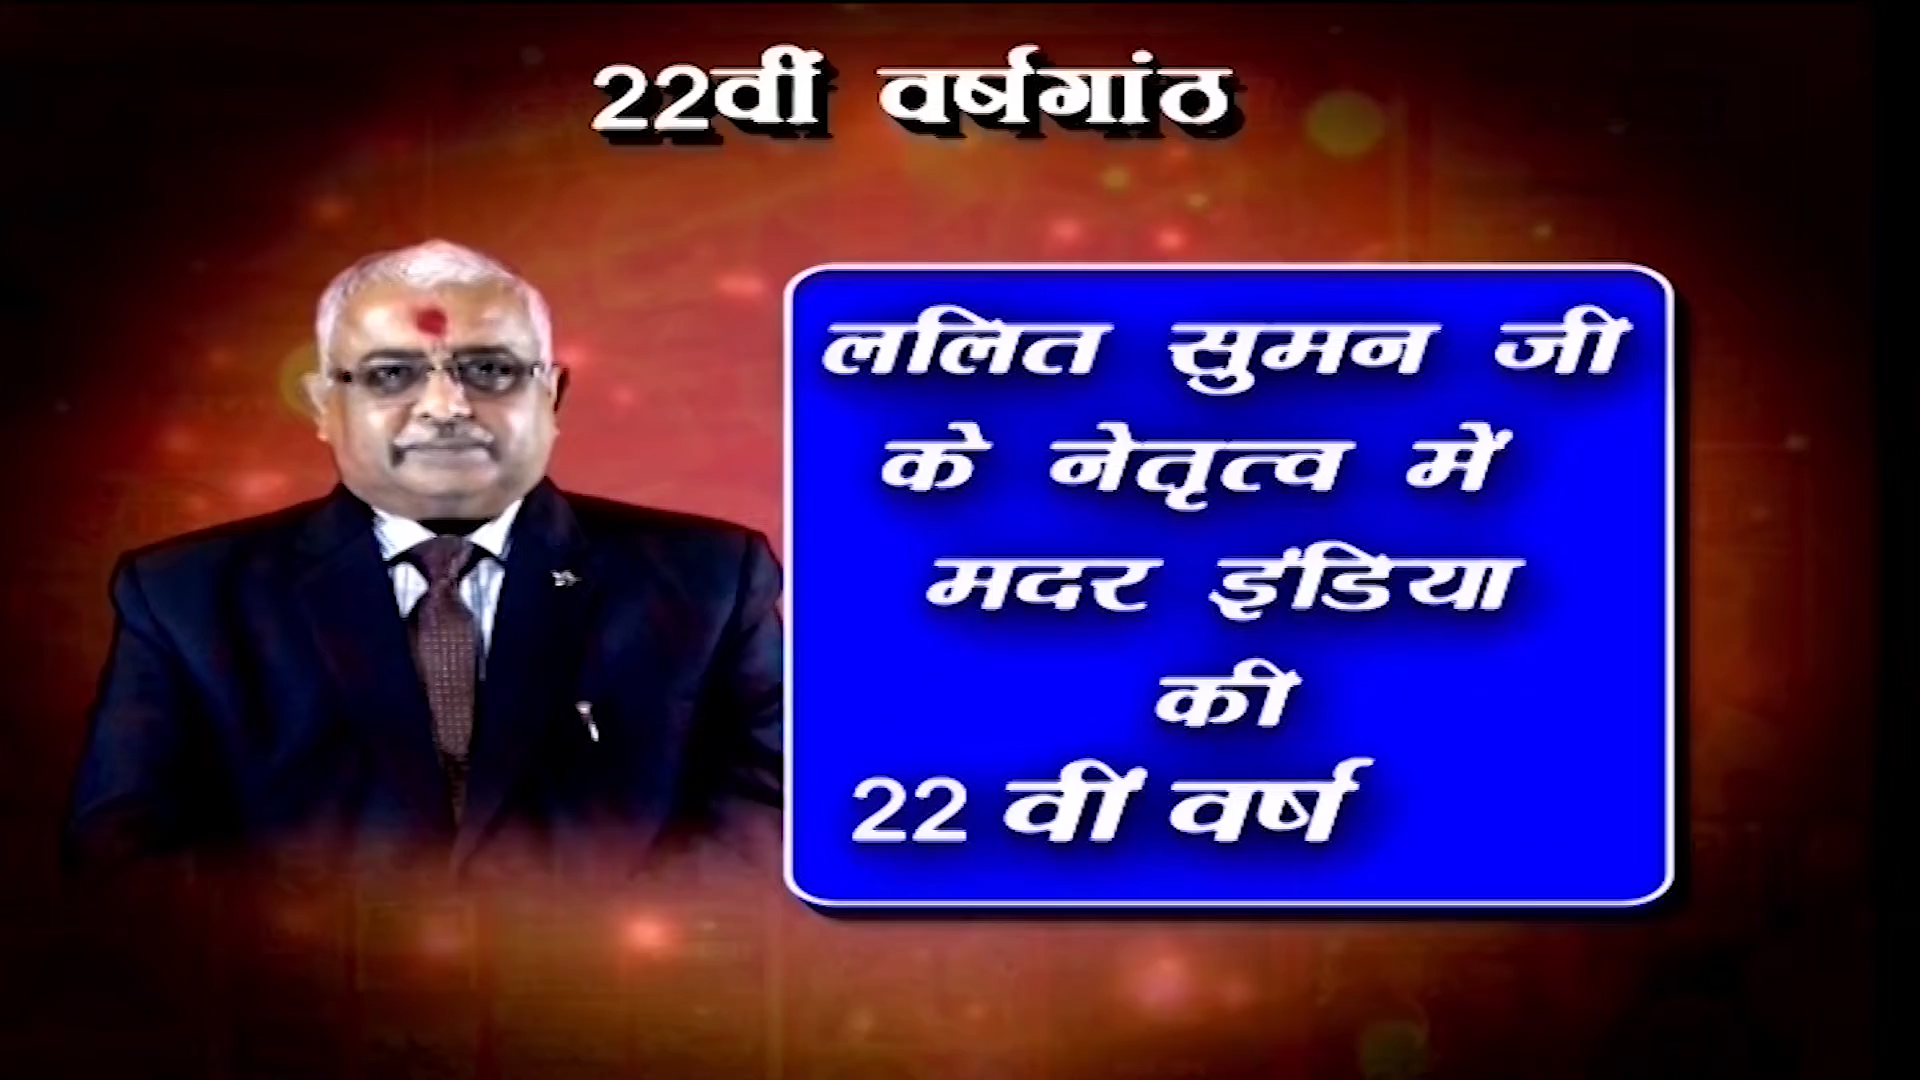 22वीं वर्षगांठ
ललित सुमन जी
के नेतृत्व में
मदर इंडिया
की
22 वीं वर्ष